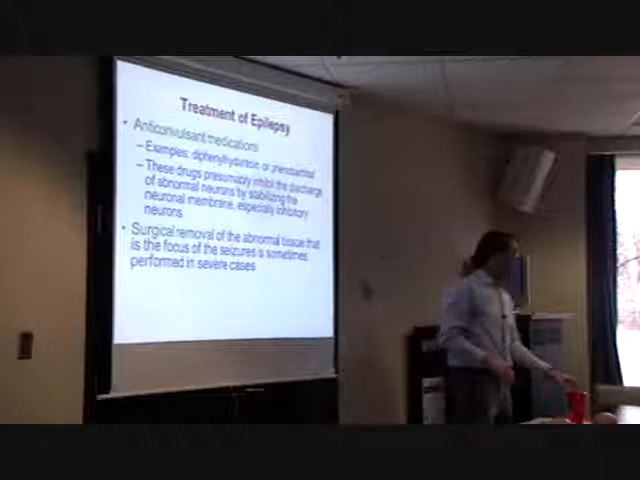 Treatment of Epilepsy
• Anticonvulsant medications
– Examples: diphenylhydantoin or phenobarbital
– These drugs presumably inhibit the discharge
of abnormal neurons by stabilizing the
neuronal membrane, especially inhibitory
neurons
• Surgical removal of the abnormal tissue that
is the focus of the seizures is sometimes
performed in severe cases